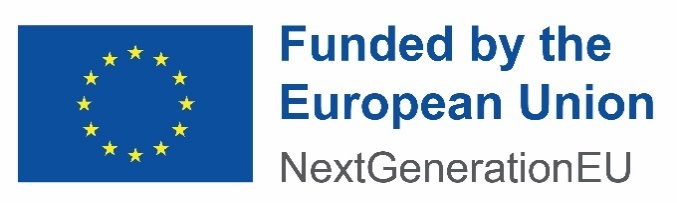 Funded by the
European Union
NextGenerationEU